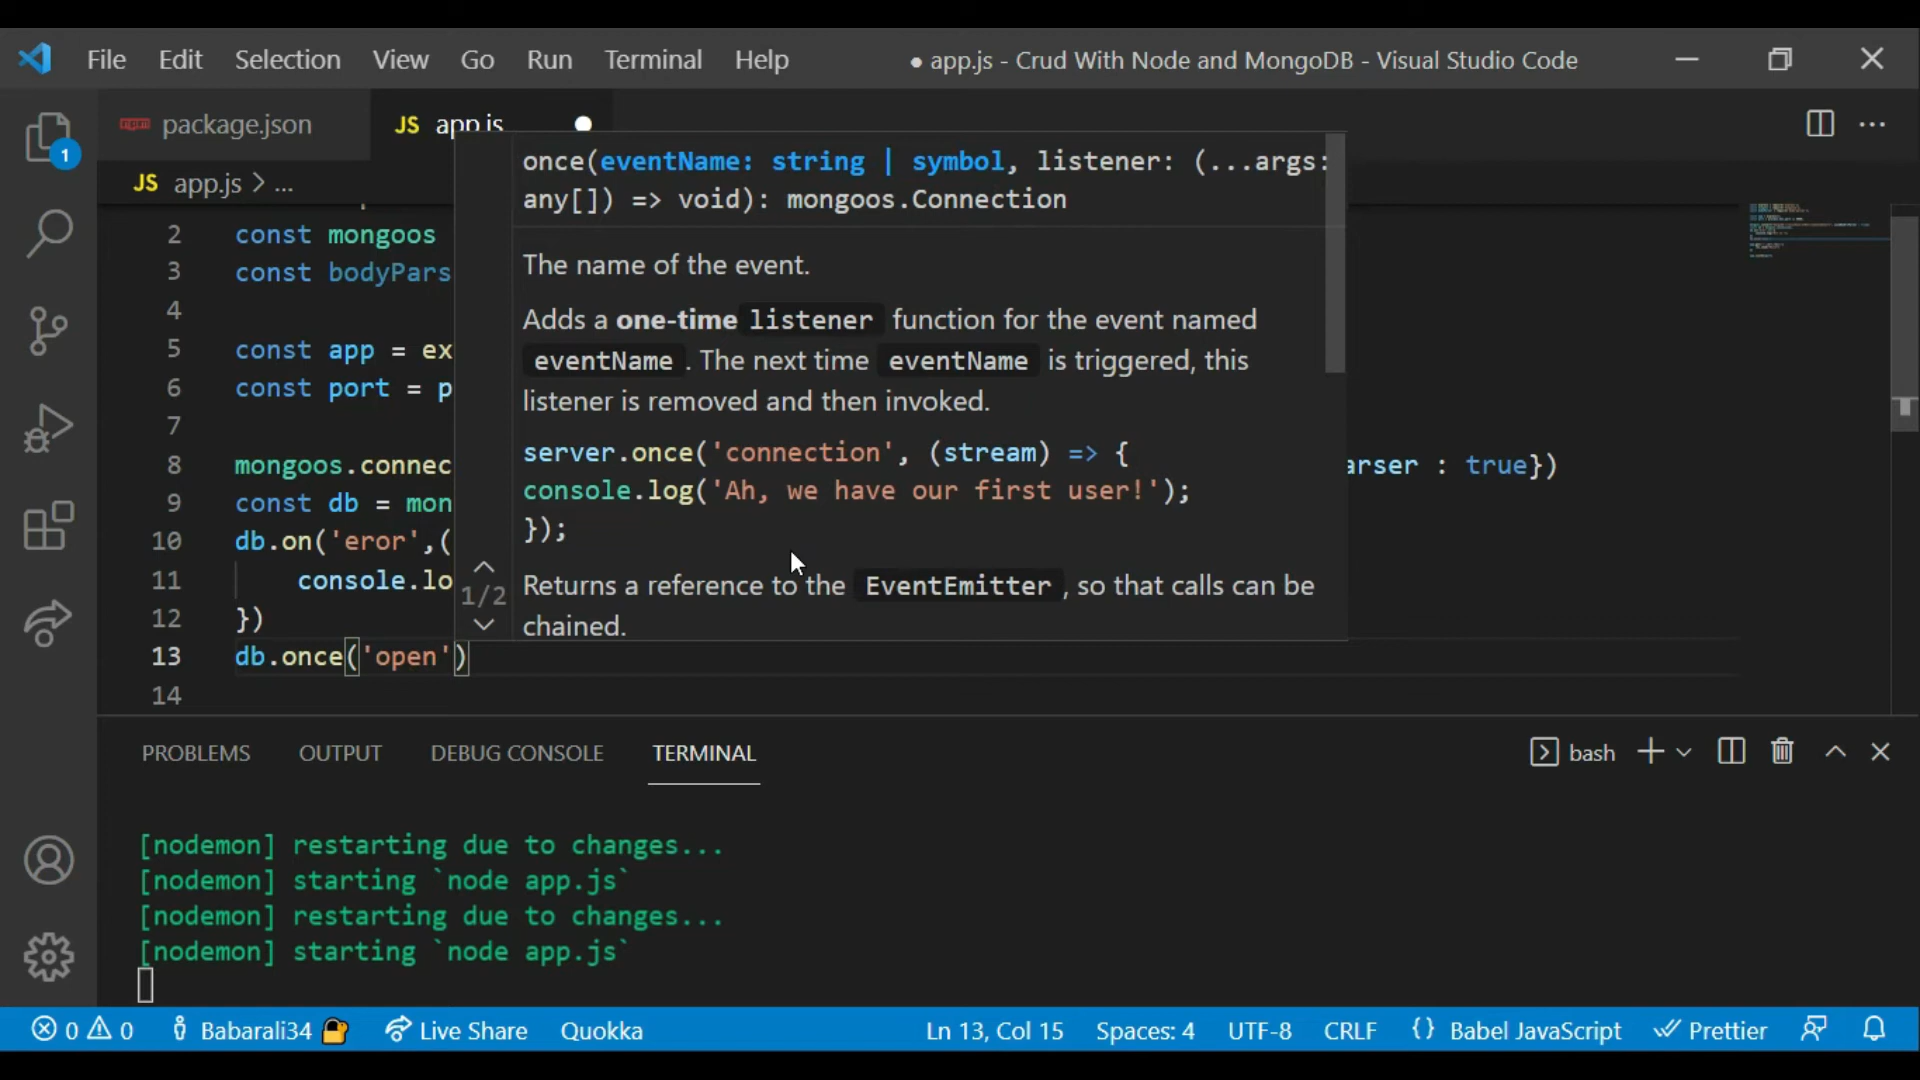 File Edit Selection View Go Run Terminal Help ● app.js - Crud With Node and MongoDB - Visual Studio Code
npm package.json JS app.js
JS app.js > ...
1
once(eventName: string | symbol, listener: (...args:
any[]) => void): mongoos.Connection
The name of the event.
Adds a one-time listener function for the event named
eventName . The next time eventName is triggered, this
listener is removed and then invoked.
server.once('connection', (stream) => {
console.log('Ah, we have our first user!');
});
Returns a reference to the EventEmitter , so that calls can be
chained.
1/2
2 const mongoos
3 const bodyPars
4
5 const app = ex
6 const port = p
7
8 mongoos.connec arser : true})
9 const db = mon
10 db.on('eror',(
11 console.lo
12 })
13 db.once('open')
14
PROBLEMS OUTPUT DEBUG CONSOLE TERMINAL bash
[nodemon] restarting due to changes...
[nodemon] starting `node app.js`
[nodemon] restarting due to changes...
[nodemon] starting `node app.js`
0 0 Babarali34 Live Share Quokka Ln 13, Col 15 Spaces: 4 UTF-8 CRLF {} Babel JavaScript Prettier